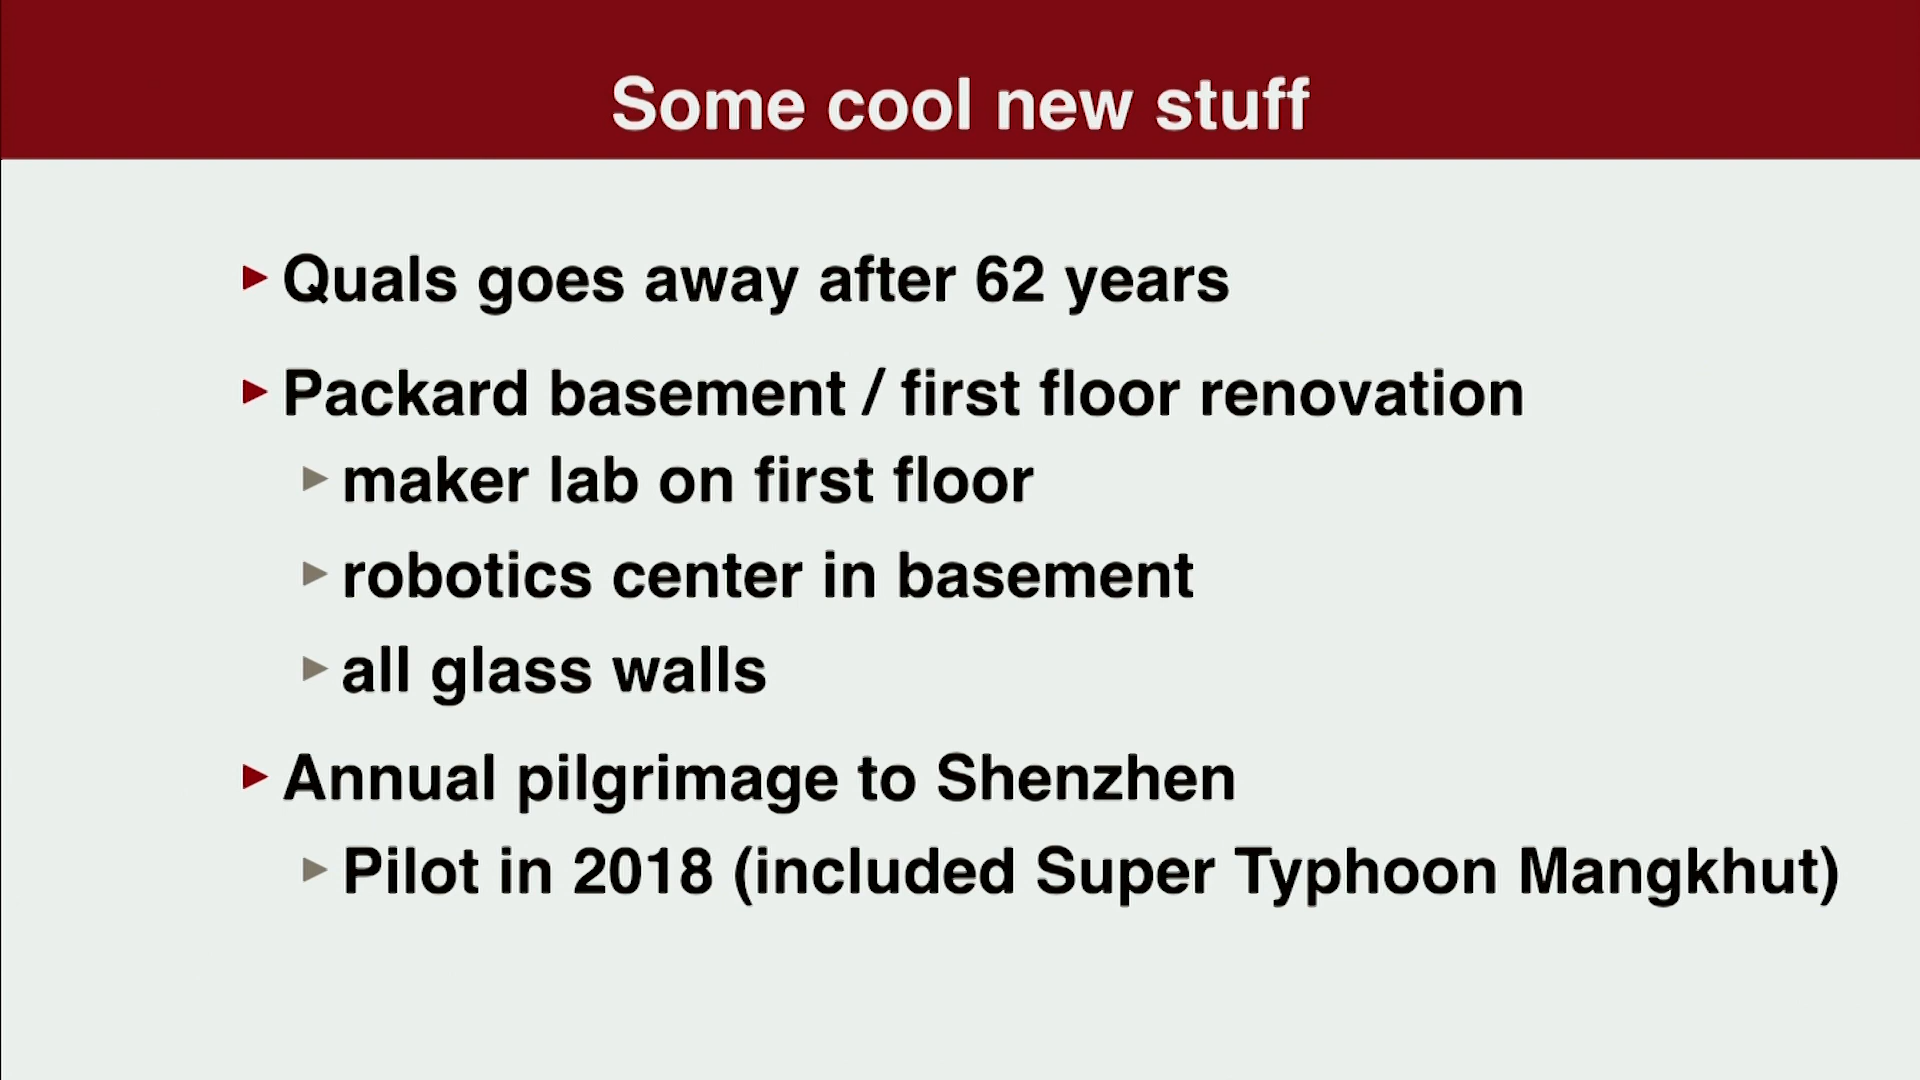 Some cool new stuff
Quals goes away after 62 years
Packard basement / first floor renovation
maker lab on first floor
robotics center in basement
all glass walls
Annual pilgrimage to Shenzhen
Pilot in 2018 (included Super Typhoon Mangkhut)